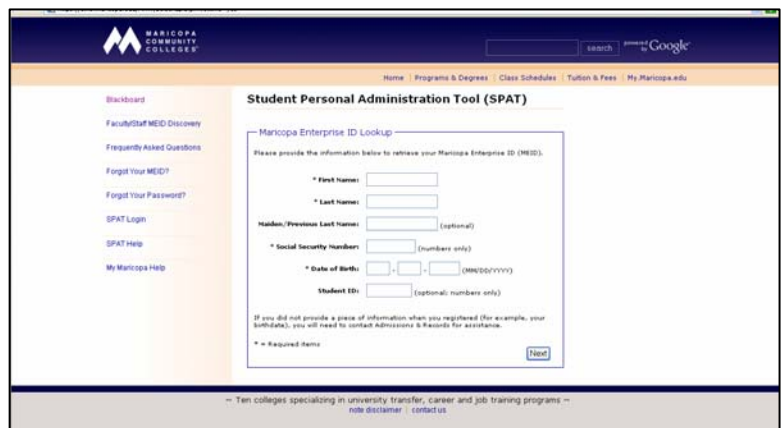 MARICOPA
COMMUNITY
COLLEGES
search
powered by Google
Home | Programs & Degrees | Class Schedules | Tuition & Fees | My.Maricopa.edu
Blackboard
Faculty/Staff MEID Discovery
Frequently Asked Questions
Forgot Your MEID?
Forgot Your Password?
SPAT Login
SPAT Help
My Maricopa Help
Student Personal Administration Tool (SPAT)
Maricopa Enterprise ID Lookup
Please provide the information below to retrieve your Maricopa Enterprise ID (MEID).
* First Name:
* Last Name:
Maiden/Previous Last Name: (optional)
* Social Security Number: (numbers only)
* Date of Birth: - - (MM/DD/YYYY)
Student ID: (optional; numbers only)
If you did not provide a piece of information when you registered (for example, your
birthdate), you will need to contact Admissions & Records for assistance.
* = Required items
Next
~ Ten colleges specializing in university transfer, career and job training programs ~
note disclaimer | contact us